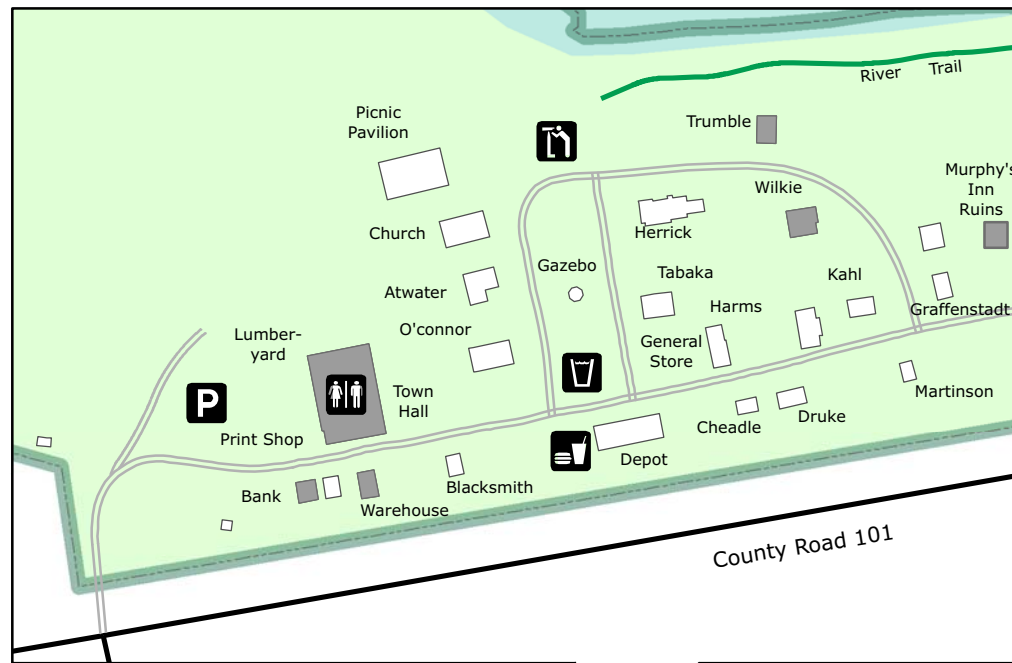 River Trail
Picnic
Pavilion
Trumble
Murphy's
Inn
Ruins
Wilkie
Church
Herrick
Gazebo
Tabaka
Kahl
Atwater
Harms
Graffenstadt
O'connor
Lumber-
yard
General
Store
P
Town
Hall
Martinson
Print Shop
Cheadle
Druke
Depot
Bank
Blacksmith
Warehouse
County Road 101